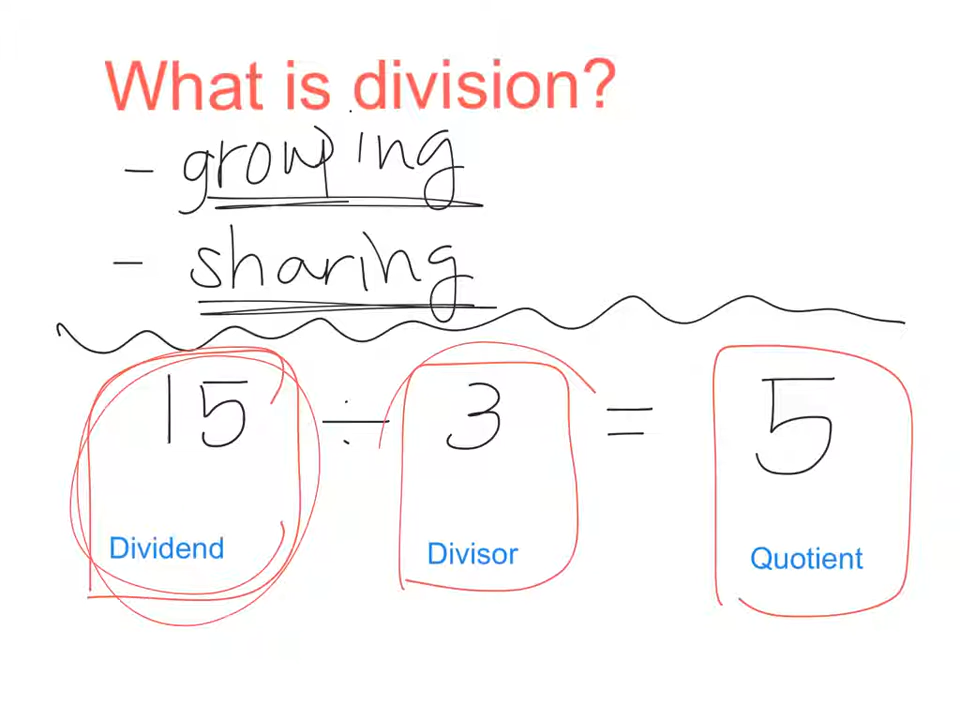 What is division?
- grouping
- sharing
15 ÷ 3 = 5
Dividend Divisor Quotient